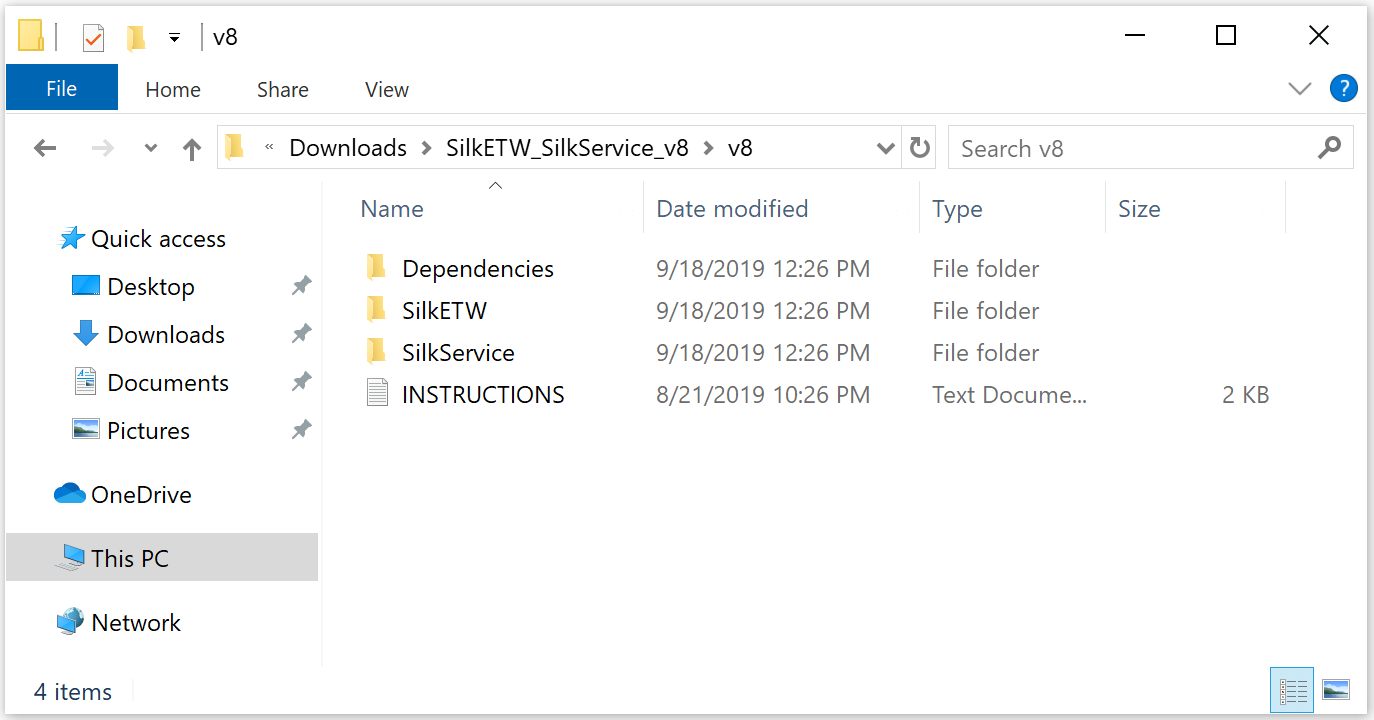 v8
File Home Share View ?
« Downloads > SilkETW_SilkService_v8 > v8 Search v8
Name Date modified Type Size
Quick access
Desktop
Downloads
Documents
Pictures
OneDrive
This PC
Network
Dependencies 9/18/2019 12:26 PM File folder
SilkETW 9/18/2019 12:26 PM File folder
SilkService 9/18/2019 12:26 PM File folder
INSTRUCTIONS 8/21/2019 10:26 PM Text Docume... 2 KB
4 items